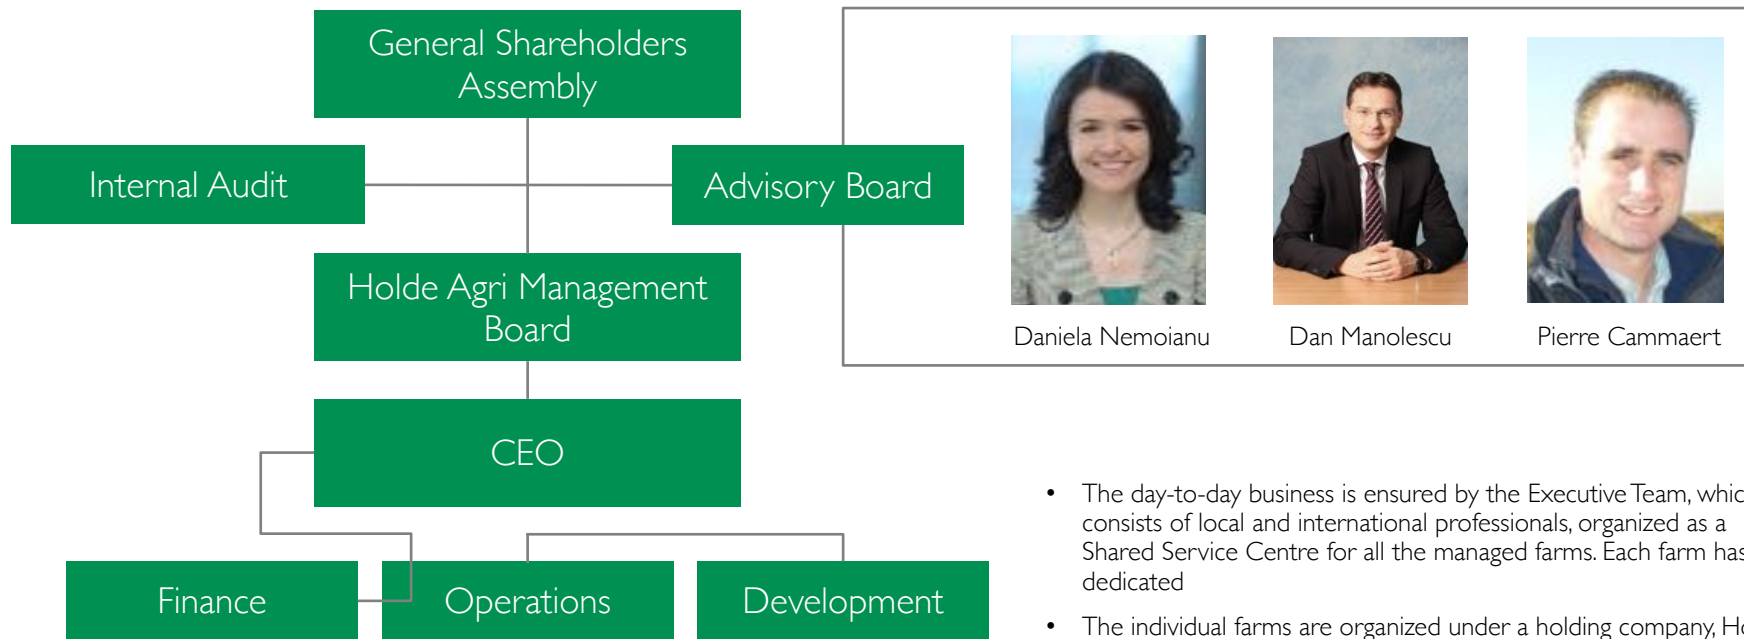 General Shareholders
Assembly
Internal Audit
Advisory Board
Holde Agri Management
Board
CEO
Finance
Operations
Development
Daniela Nemoianu
Dan Manolescu
Pierre Cammaert
• The day-to-day business is ensured by the Executive Team,
consists of local and international professionals, organized as a
Shared Service Centre for all the managed farms. Each farm has
dedicated
• The individual farms are organized under a holding company,